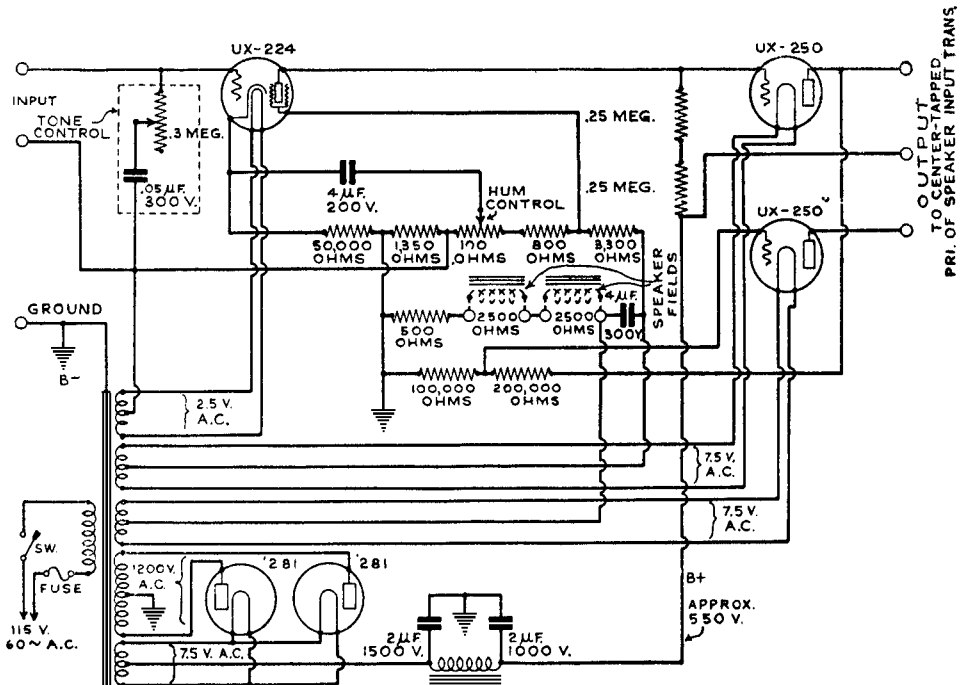 UX-224
UX-250
INPUT
TONE
CONTROL
.3 MEG.
.05 µF.
300 V.
4 µF.
200 V.
HUM
CONTROL
.25 MEG.
.25 MEG.
50,000
OHMS
1,350
OHMS
100
OHMS
800
OHMS
3,300
OHMS
UX-250
OUTPUT
TO CENTER-TAPPED
PRI. OF SPEAKER INPUT TRANS.
GROUND
B-
500
OHMS
2500
OHMS
2500
OHMS
4 µF.
300V.
SPEAKER
FIELDS
100,000
OHMS
200,000
OHMS
2.5 V.
A.C.
7.5 V.
A.C.
7.5 V.
A.C.
SW.
FUSE
115 V.
60~ A.C.
1200V.
A.C.
'281
'281
7.5 V. A.C.
2 µF.
1500 V.
2 µF.
1000 V.
B+
APPROX.
550 V.